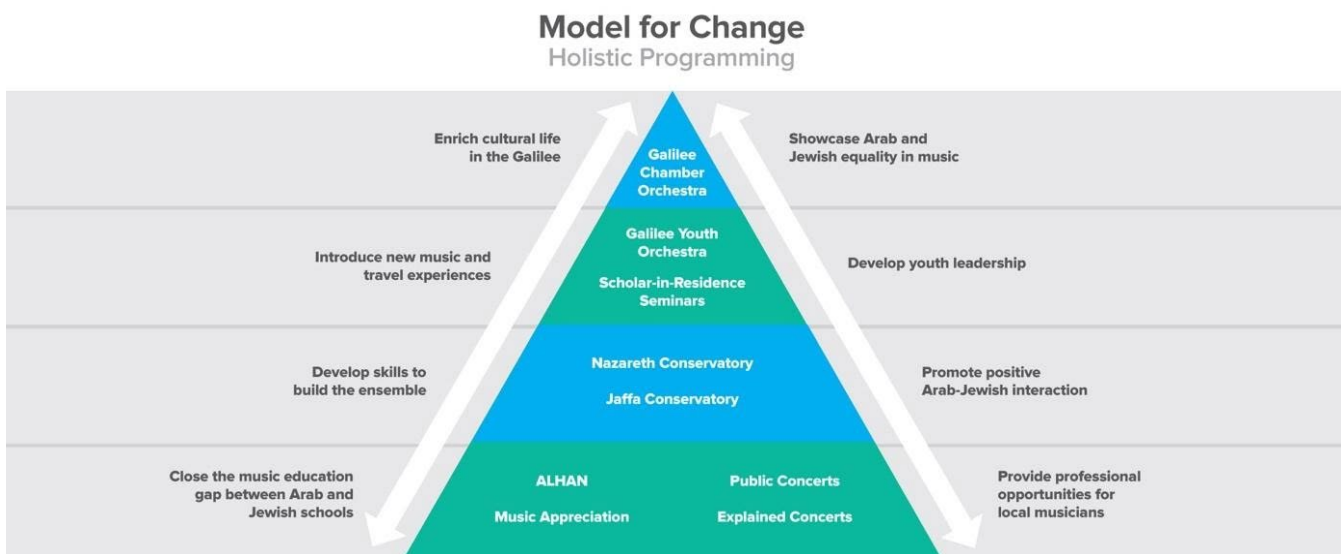 Model for Change
Holistic Programming
Enrich cultural life
in the Galilee
Galilee
Chamber
Orchestra
Showcase Arab and
Jewish equality in music
Introduce new music and
travel experiences
Galilee Youth
Orchestra
Scholar-in-Residence
Seminars
Develop youth leadership
Develop skills to
build the ensemble
Nazareth Conservatory
Jaffa Conservatory
Promote positive
Arab-Jewish interaction
Close the music education
gap between Arab and
Jewish schools
ALHAN
Music Appreciation
Public Concerts
Explained Concerts
Provide professional
opportunities for
local musicians